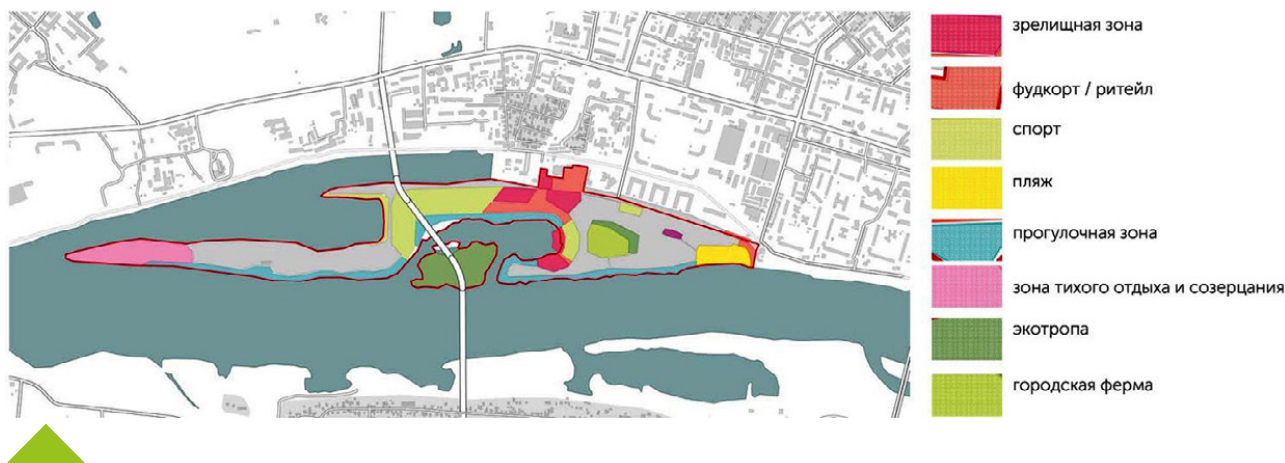 зрелищная зона
фудкорт / ритейл
спорт
пляж
прогулочная зона
зона тихого отдыха и созерцания
экотропа
городская ферма